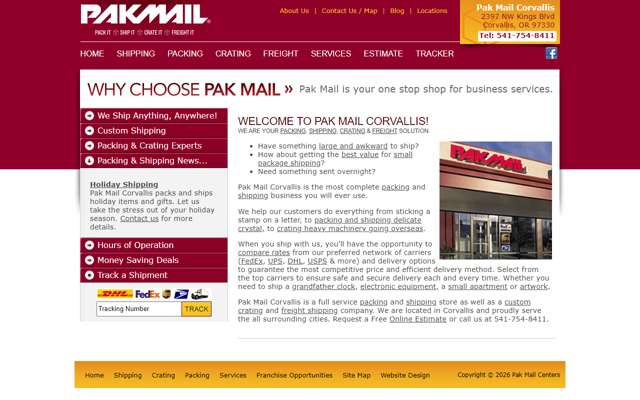 PAKMAIL
PACK IT SHIP IT CRATE IT FREIGHT IT
About Us | Contact Us / Map | Blog | Locations
Pak Mail Corvallis
2397 NW Kings Blvd
Corvallis, OR 97330
Tel: 541-754-8411
HOME SHIPPING PACKING CRATING FREIGHT SERVICES ESTIMATE TRACKER
WHY CHOOSE PAK MAIL » Pak Mail is your one stop shop for business services.
We Ship Anything, Anywhere!
Custom Shipping
Packing & Crating Experts
Packing & Shipping News...
Holiday Shipping
Pak Mail Corvallis packs and ships
holiday items and gifts. Let us
take the stress out of your holiday
season. Contact us for more
details.
Hours of Operation
Money Saving Deals
Track a Shipment
DHL FedEx
Tracking Number TRACK
WELCOME TO PAK MAIL CORVALLIS!
WE ARE YOUR PACKING, SHIPPING, CRATING & FREIGHT SOLUTION.
• Have something large and awkward to ship?
• How about getting the best value for small
package shipping?
• Need something sent overnight?
PAKMAIL
Pak Mail Corvallis is the most complete packing and
shipping business you will ever use.
We help our customers do everything from sticking a
stamp on a letter, to packing and shipping delicate
crystal, to crating heavy machinery going overseas.
When you ship with us, you'll have the opportunity to
compare rates from our preferred network of carriers
(FedEx, UPS, DHL, USPS & more) and delivery options
to guarantee the most competitive price and efficient delivery method. Select from
the top carriers to ensure safe and secure delivery each and every time. Whether you
need to ship a grandfather clock, electronic equipment, a small apartment or artwork.
Pak Mail Corvallis is a full service packing and shipping store as well as a custom
crating and freight shipping company. We are located in Corvallis and proudly serve
the all surrounding cities. Request a Free Online Estimate or call us at 541-754-8411.
Home Shipping Crating Packing Services Franchise Opportunities Site Map Website Design
Copyright © 2026 Pak Mail Centers